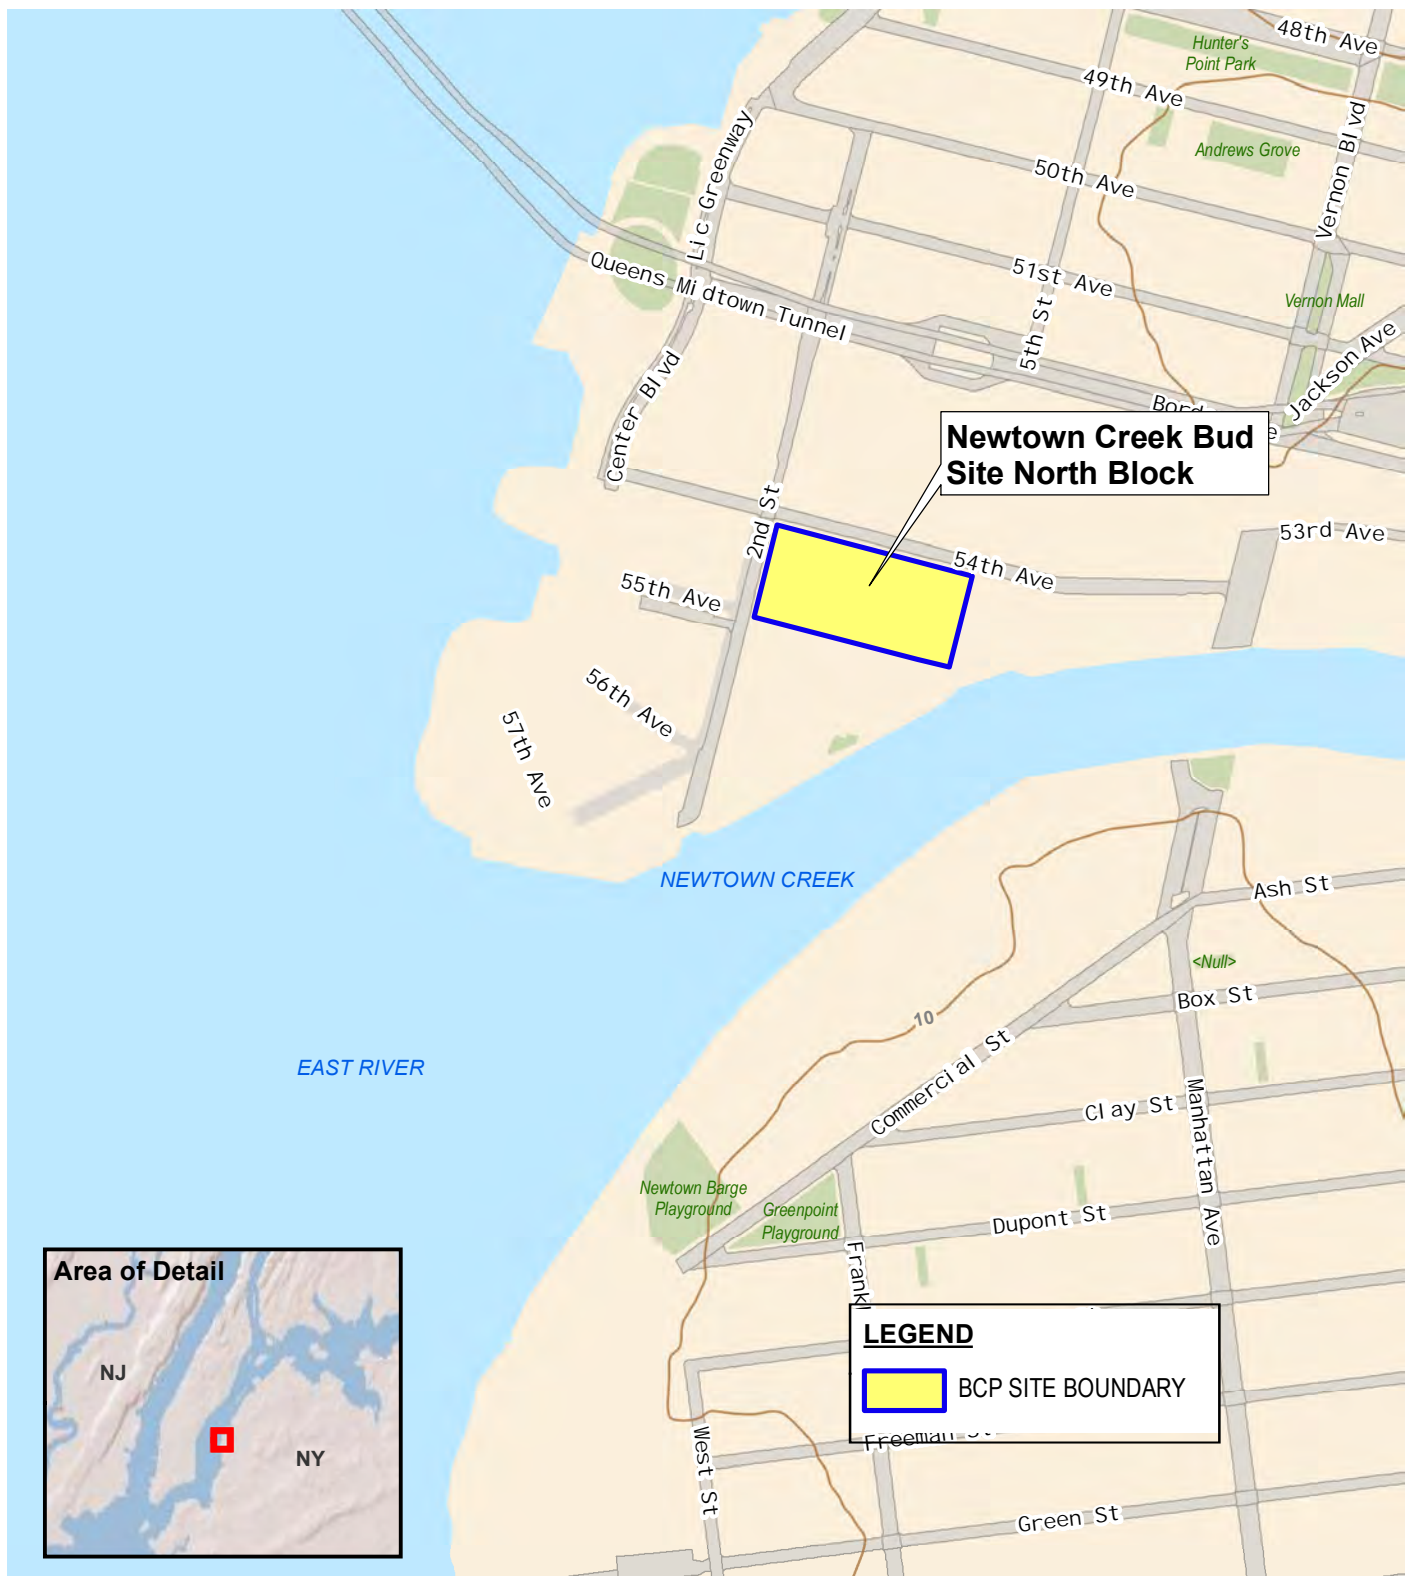 48th Ave
Hunter's
Point Park
49th Ave
Andrews Grove
Vernon Blvd
50th Ave
Lic Greenway
51st Ave
Queens Midtown Tunnel
Vernon Mall
5th St
Jackson Ave
Center Blvd
Newtown Creek Bud
Site North Block
2nd St
53rd Ave
54th Ave
55th Ave
56th Ave
57th Ave
NEWTOWN CREEK
Ash St
<Null>
Box St
10
Commercial St
EAST RIVER
Clay St
Manhattan Ave
Newtown Barge
Playground
Greenpoint
Playground
Dupont St
Area of Detail
NJ
NY
LEGEND
BCP SITE BOUNDARY
Freeman St
West St
Green St